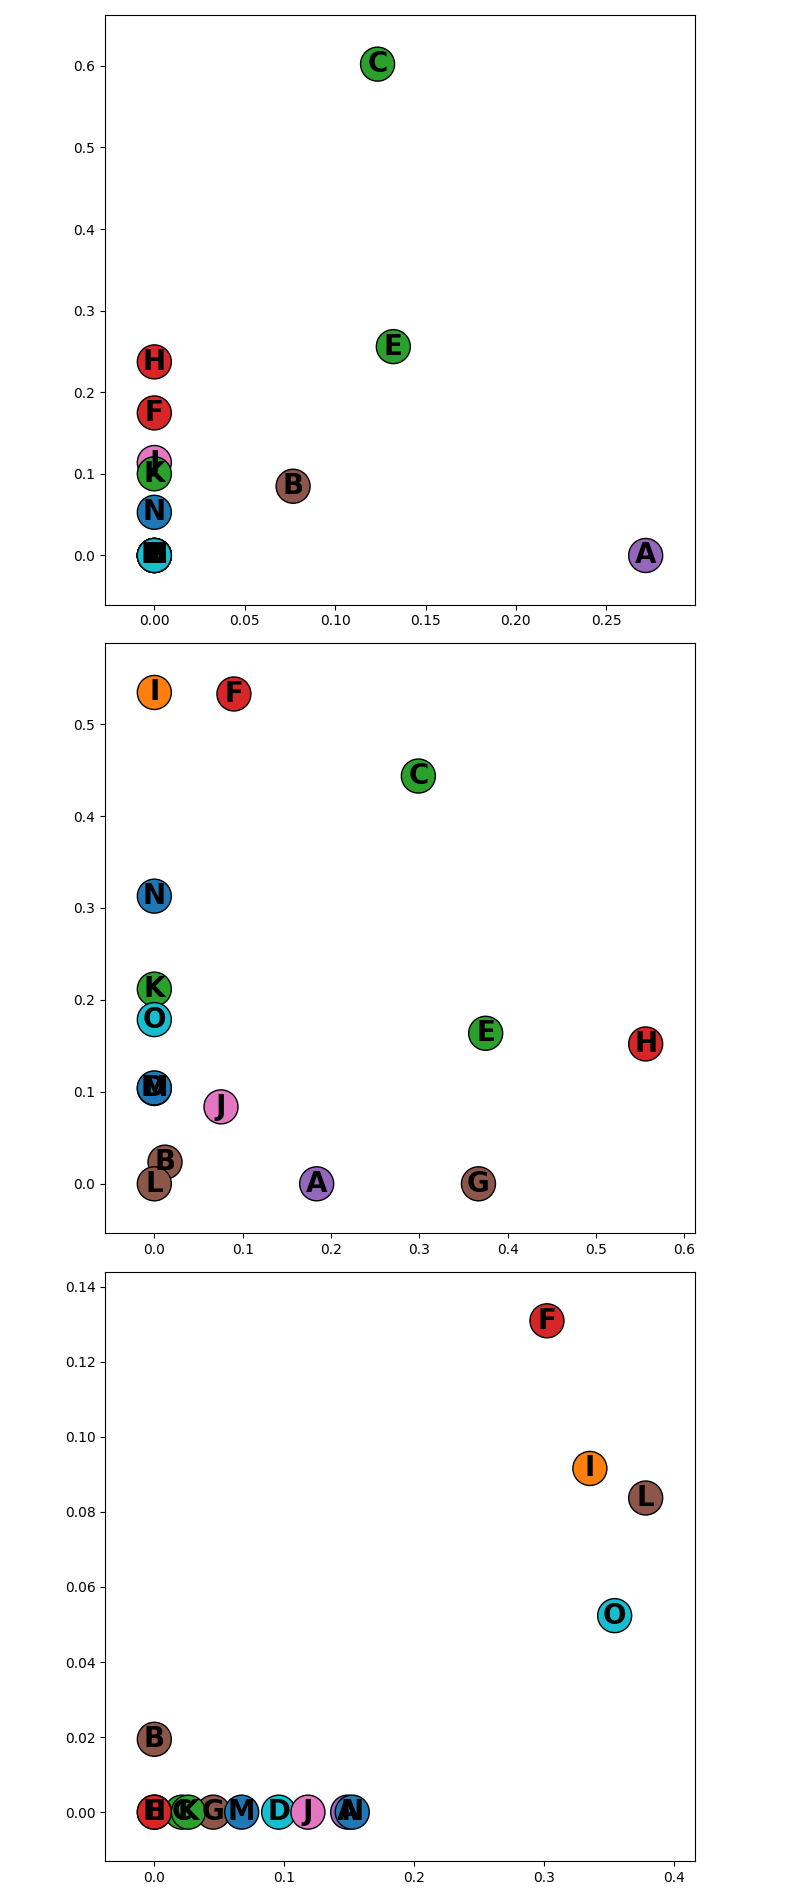 0.6
C
0.5
0.4
0.3
H
E
0.2
F
J
0.1
K
B
N
0.0
A
0.00 0.05 0.10 0.15 0.20 0.25
I F
0.5
C
0.4
N
0.3
K
0.2
O
E H
0.1
D M
J
B
0.0
L A G
0.0 0.1 0.2 0.3 0.4 0.5 0.6
0.14
F
0.12
0.10
I
L
0.08
0.06
O
0.04
0.02
B
0.00
E H C K G M D J A N
0.0 0.1 0.2 0.3 0.4